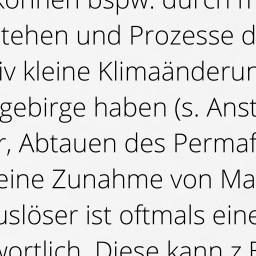 können bspw. durch
tehen und Prozesse d
iv kleine Klimaänderun
gebirge haben (s. Anst
r, Abtauen des Permaf
eine Zunahme von Ma
uslöser ist oftmals eine
wortlich. Diese kann z.B